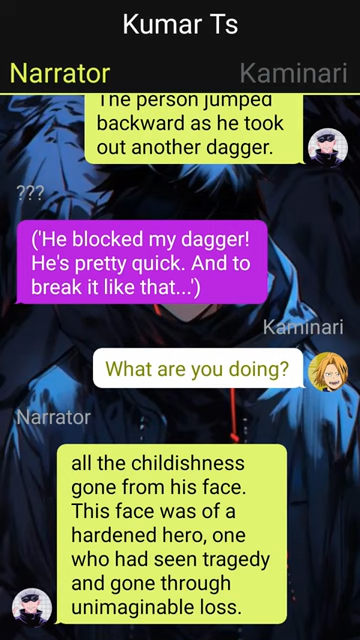 Kumar Ts
Narrator
Kaminari
The person jumped
backward as he took
out another dagger.
???
('He blocked my dagger!
He's pretty quick. And to
break it like that...')
Kaminari
What are you doing?
Narrator
all the childishness
gone from his face.
This face was of a
hardened hero, one
who had seen tragedy
and gone through
unimaginable loss.